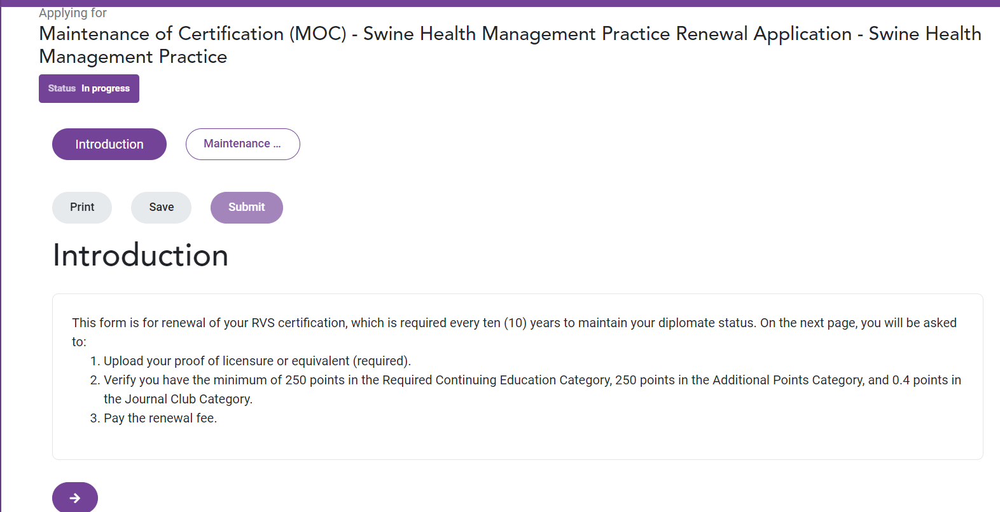 Applying for
Maintenance of Certification (MOC) - Swine Health Management Practice Renewal Application - Swine Health
Management Practice
Status In progress
Introduction
Maintenance ...
Print
Save
Submit
Introduction
This form is for renewal of your RVS certification, which is required every ten (10) years to maintain your diplomate status. On the next page, you will be asked
to:
1. Upload your proof of licensure or equivalent (required).
2. Verify you have the minimum of 250 points in the Required Continuing Education Category, 250 points in the Additional Points Category, and 0.4 points in
the Journal Club Category.
3. Pay the renewal fee.